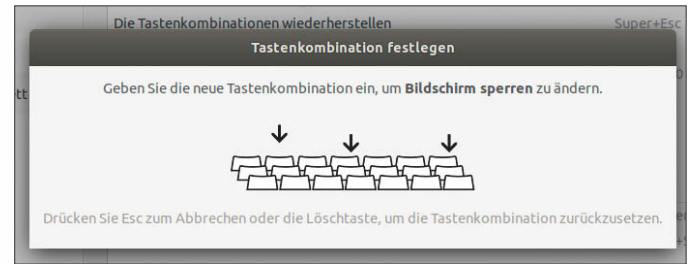 Die Tastenkombinationen wiederherstellen Super+Esc
Tastenkombination festlegen
Geben Sie die neue Tastenkombination ein, um Bildschirm sperren zu ändern.
Drücken Sie Esc zum Abbrechen oder die Löschtaste, um die Tastenkombination zurückzusetzen.